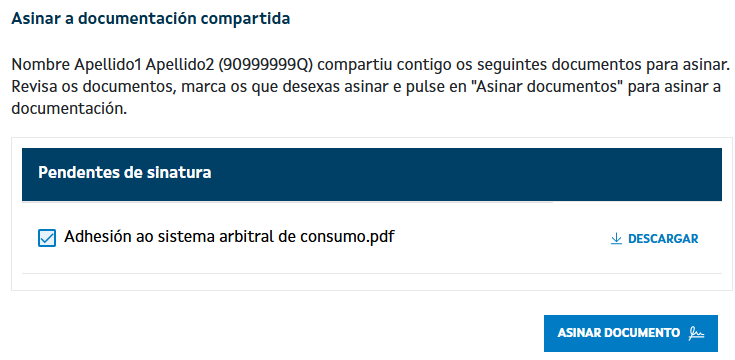 Asinar a documentación compartida
Nombre Apellido1 Apellido2 (90999999Q) compartiu contigo os seguintes documentos para asinar.
Revisa os documentos, marca os que desexas asinar e pulse en "Asinar documentos" para asinar a
documentación.
Pendentes de sinatura
Adhesión ao sistema arbitral de consumo.pdf
DESCARGAR
ASINAR DOCUMENTO